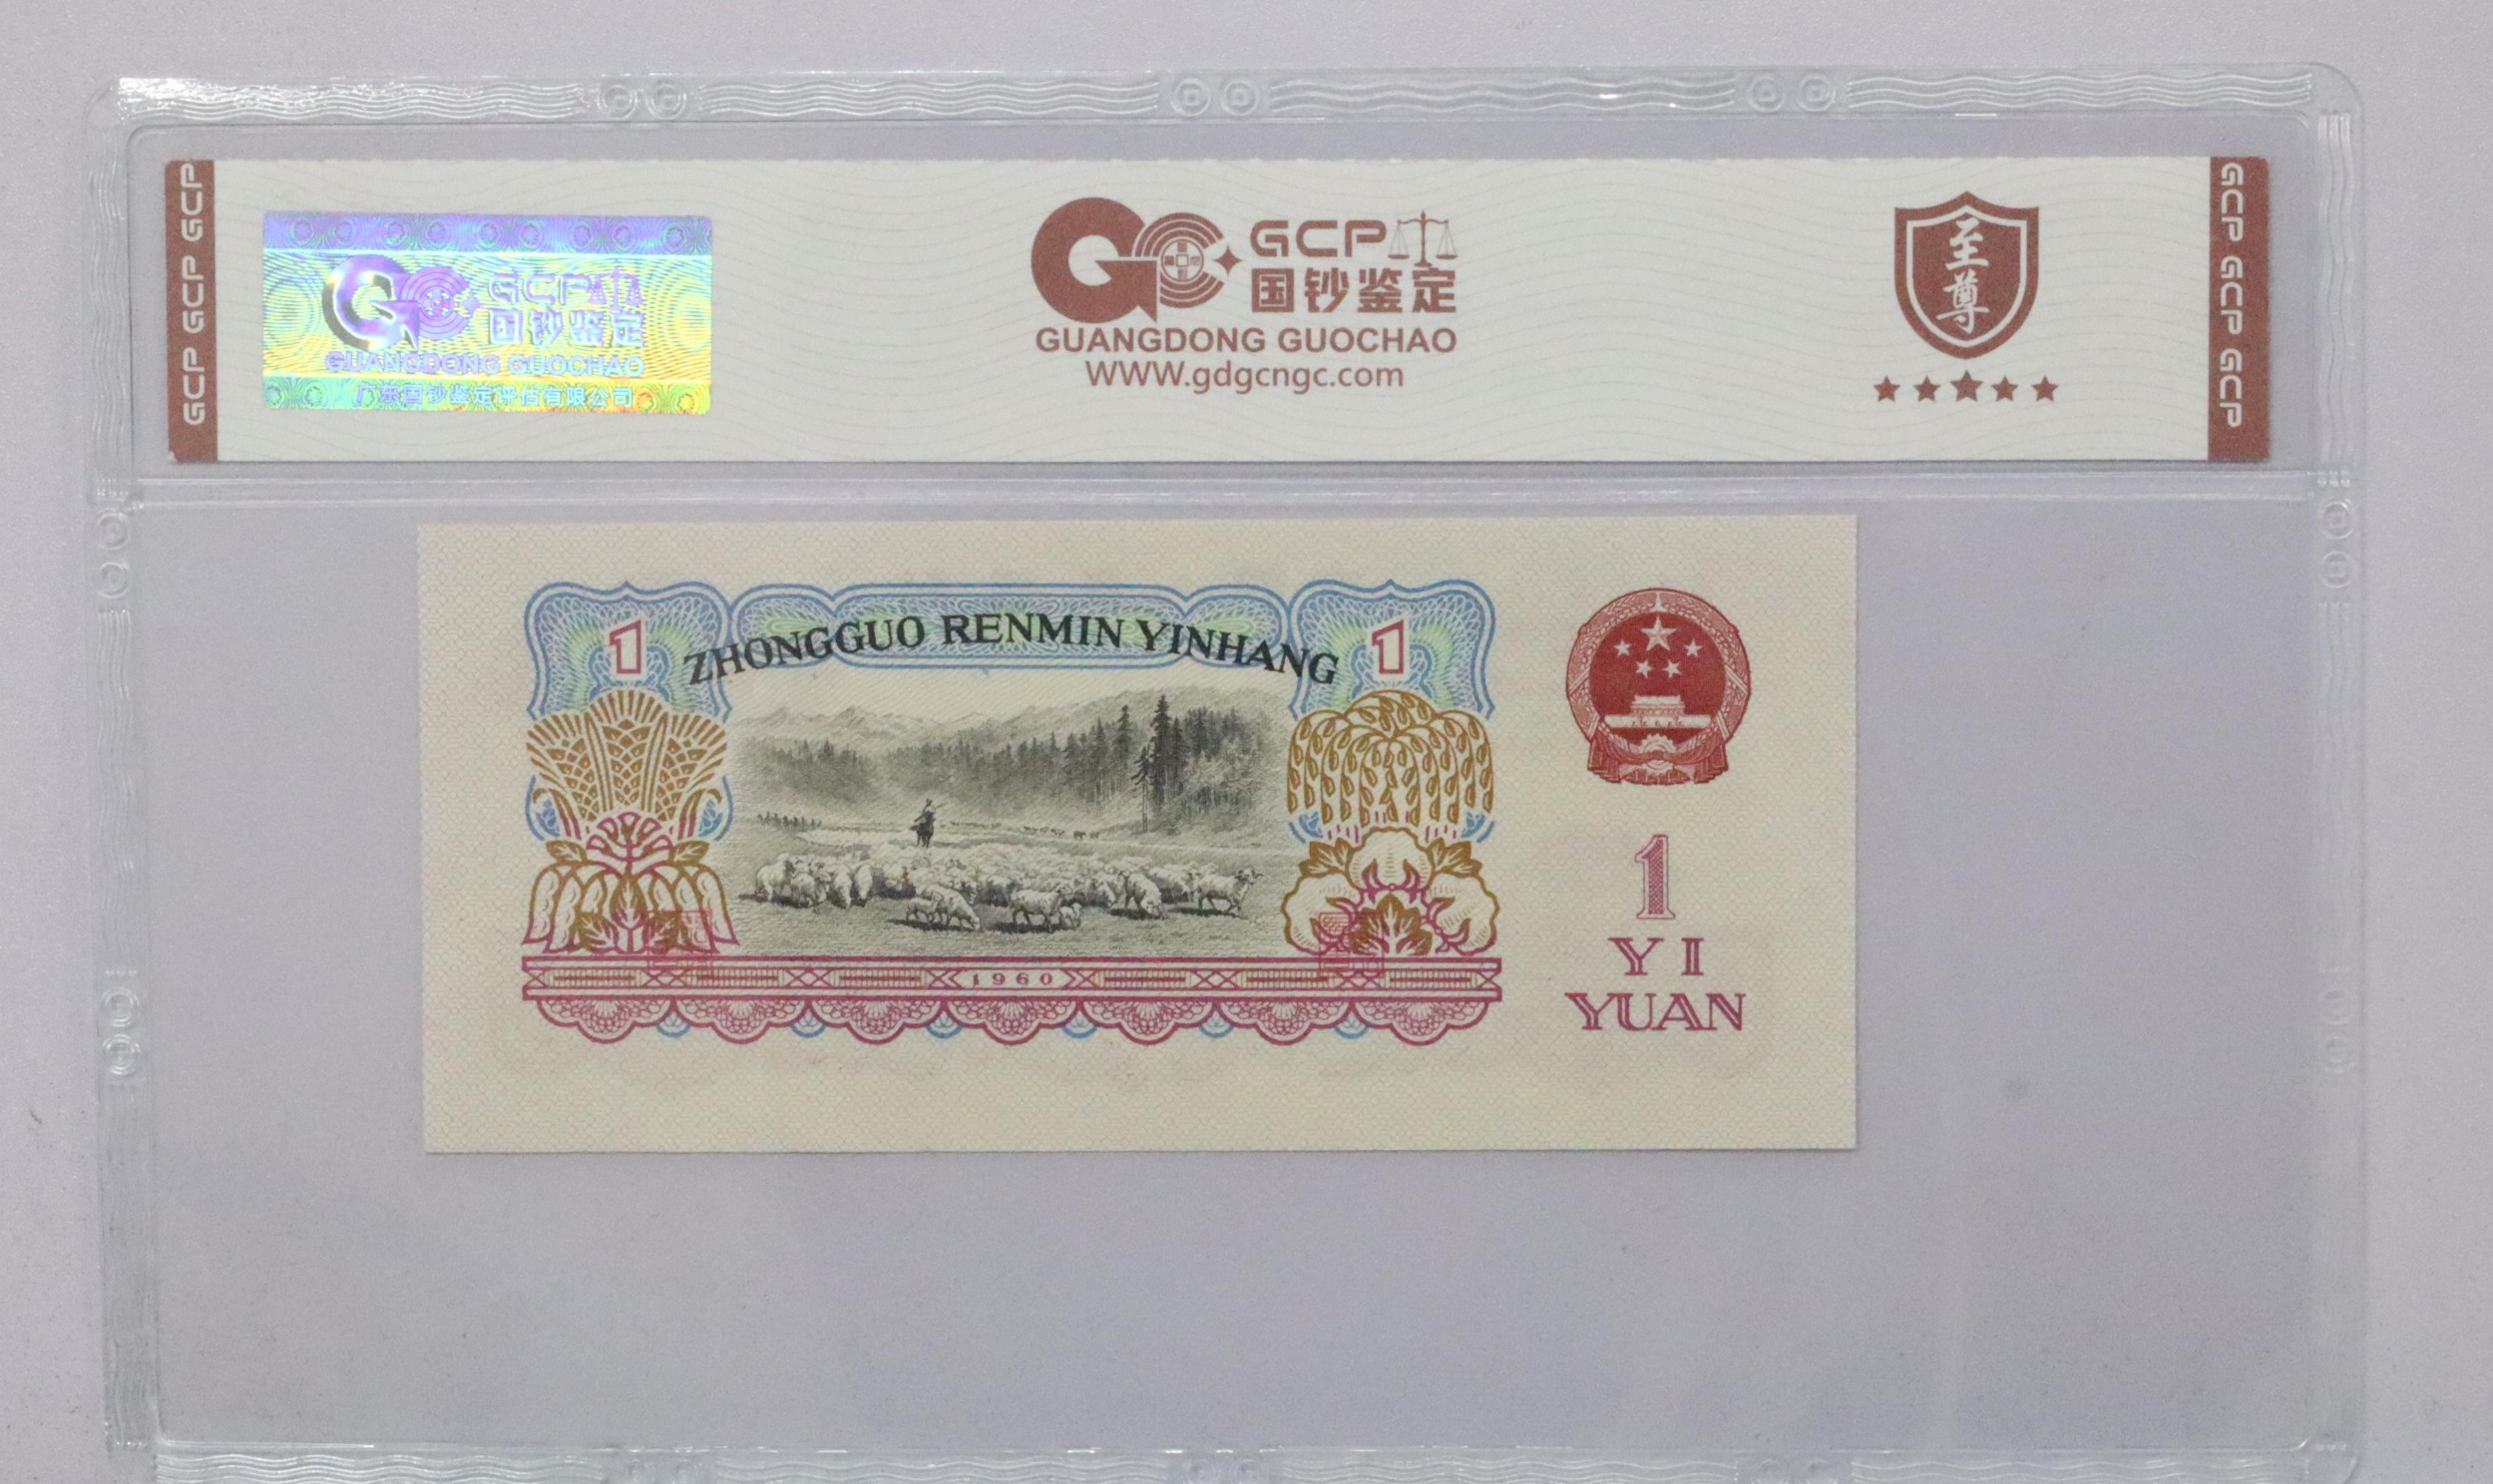 GCP GCP GCP
GCP
国钞鉴定
GUANGDONG GUOCHAO
广东国钞鉴定评估有限公司
GCP
国钞鉴定
GUANGDONG GUOCHAO
WWW.gdgcngc.com
至尊
GCP GCP GCP
ZHONGGUO RENMIN YINHANG
1
1
1960
1
YI
YUAN